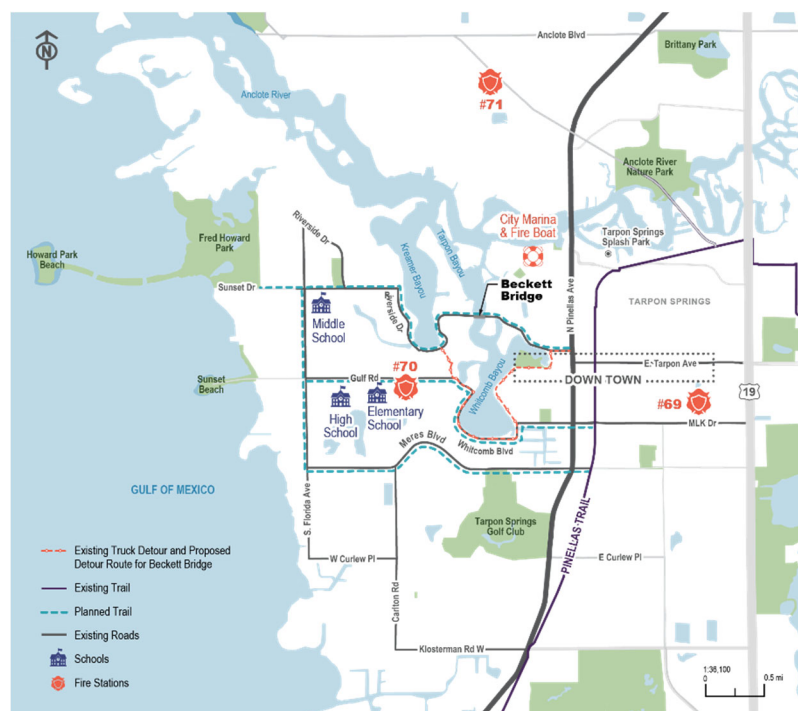 N
Anclote Blvd
Brittany Park
#71
Anclote River
Anclote River
Nature Park
City Marina
& Fire Boat
Tarpon Springs
Splash Park
Riverside Dr
Kreamer Bayou
Tarpon Bayou
Fred Howard
Park
Howard Park
Beach
Sunset Dr
Beckett
Bridge
N Pinellas Ave
TARPON SPRINGS
Riverside Dr
Middle
School
Whitcomb Bayou
E Tarpon Ave
DOWN TOWN
Sunset
Beach
Gulf Rd
#70
19
High
School
Elementary
School
#69
MLK Dr
Meres Blvd
Whitcomb Blvd
GULF OF MEXICO
S. Florida Ave
Tarpon Springs
Golf Club
PINELLAS TRAIL
W Curlew Pl
E Curlew Pl
Carlton Rd
Klosterman Rd W
Existing Truck Detour and Proposed
Detour Route for Beckett Bridge
Existing Trail
Planned Trail
Existing Roads
Schools
Fire Stations
1:36,100
0
0.5 mi